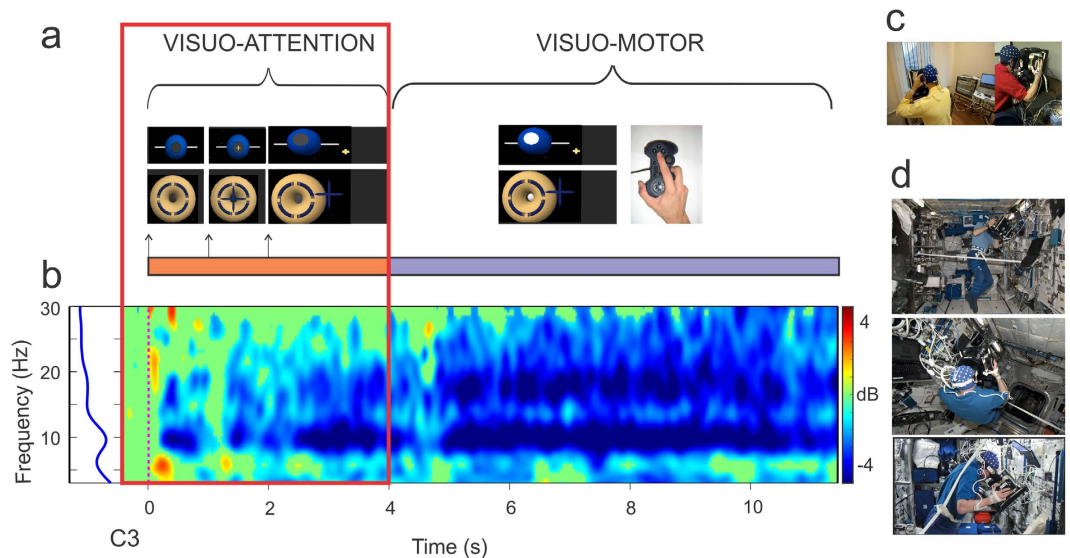 a
VISUO-ATTENTION
VISUO-MOTOR
c
d
b
30
20
10
Frequency (Hz)
4
dB
-4
0
2
4
6
8
10
C3
Time (s)